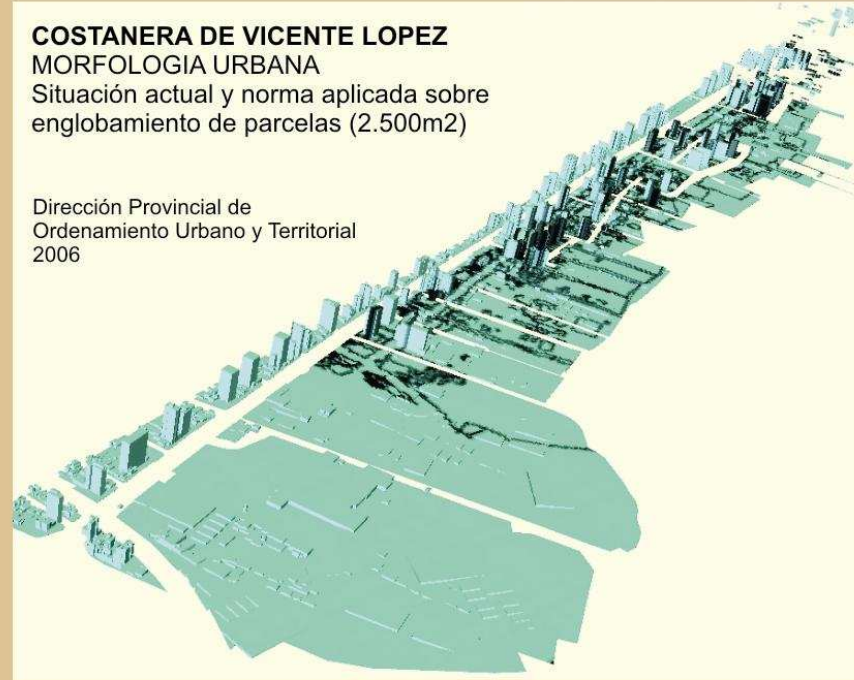 COSTANERA DE VICENTE LOPEZ
MORFOLOGIA URBANA
Situación actual y norma aplicada sobre
englobamiento de parcelas (2.500m2)
Dirección Provincial de
Ordenamiento Urbano y Territorial
2006